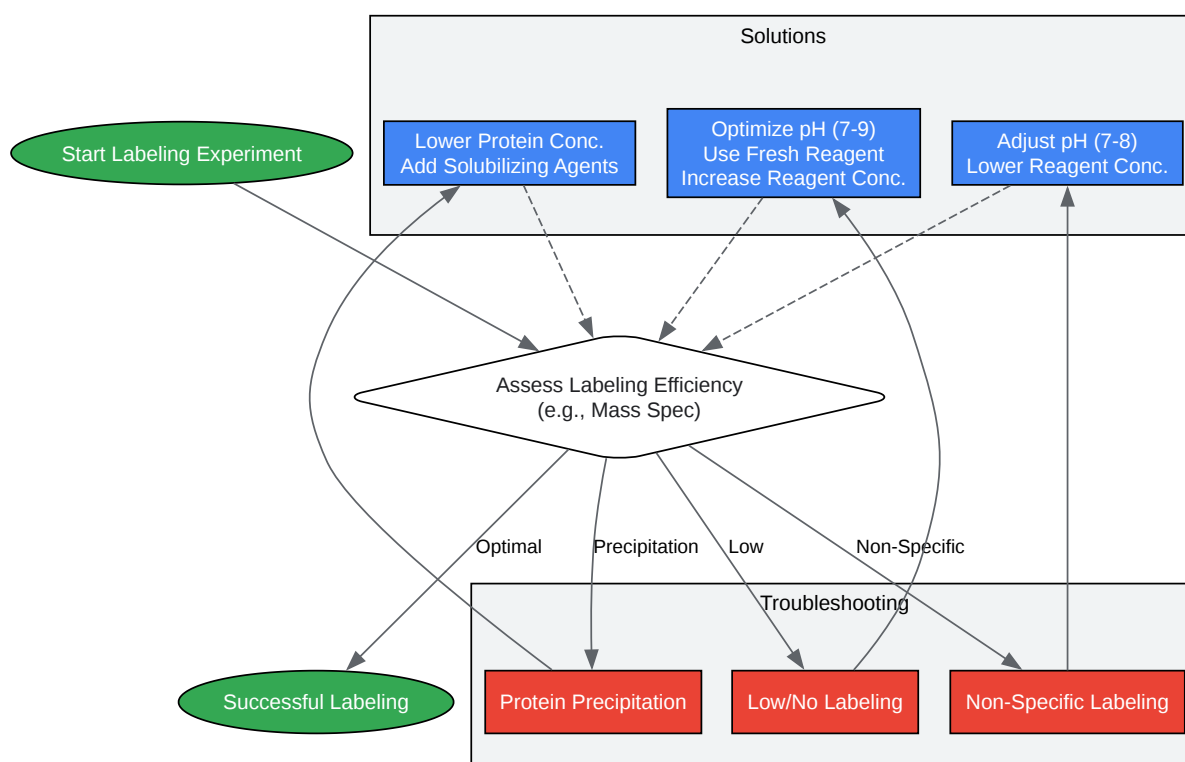 Solutions
Start Labeling Experiment
Lower Protein Conc.
Add Solubilizing Agents
Optimize pH (7-9)
Use Fresh Reagent
Increase Reagent Conc.
Adjust pH (7-8)
Lower Reagent Conc.
Assess Labeling Efficiency
(e.g., Mass Spec)
Optimal
Precipitation
Low
Non-Specific
Troubleshooting
Successful Labeling
Protein Precipitation
Low/No Labeling
Non-Specific Labeling